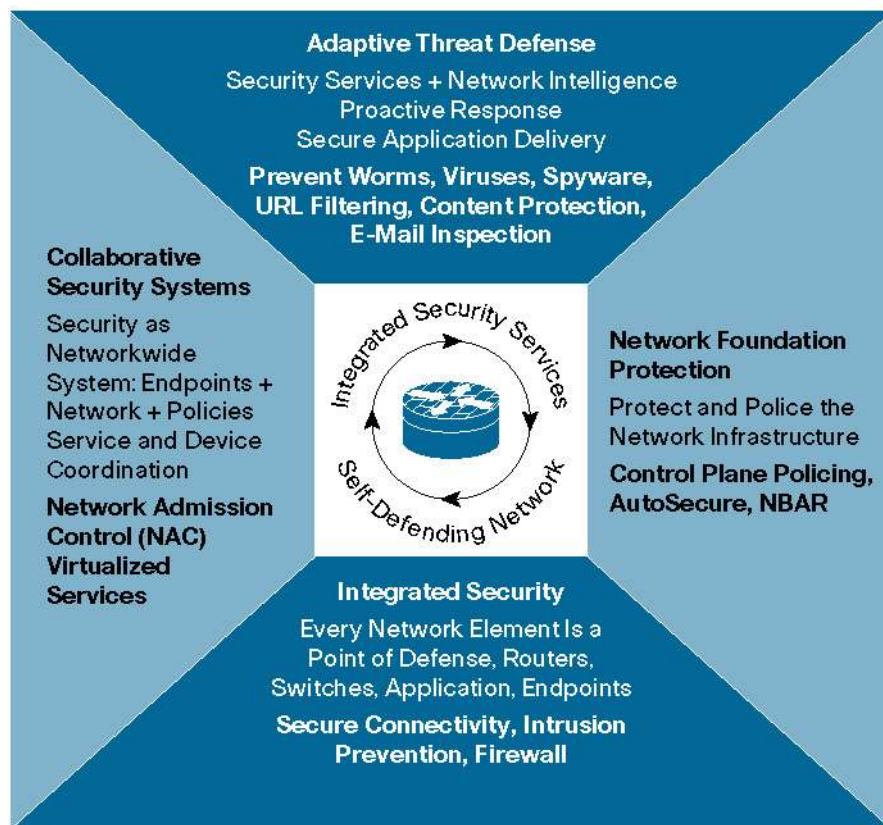 Adaptive Threat Defense
Security Services + Network Intelligence
Proactive Response
Secure Application Delivery
Prevent Worms, Viruses, Spyware,
URL Filtering, Content Protection,
E-Mail Inspection
Collaborative
Security Systems
Security as
Networkwide
System: Endpoints +
Network + Policies
Service and Device
Coordination
Network Admission
Control (NAC)
Virtualized
Services
Integrated Security Services
Self-Defending Network
Network Foundation
Protection
Protect and Police the
Network Infrastructure
Control Plane Policing,
AutoSecure, NBAR
Integrated Security
Every Network Element Is a
Point of Defense, Routers,
Switches, Application, Endpoints
Secure Connectivity, Intrusion
Prevention, Firewall